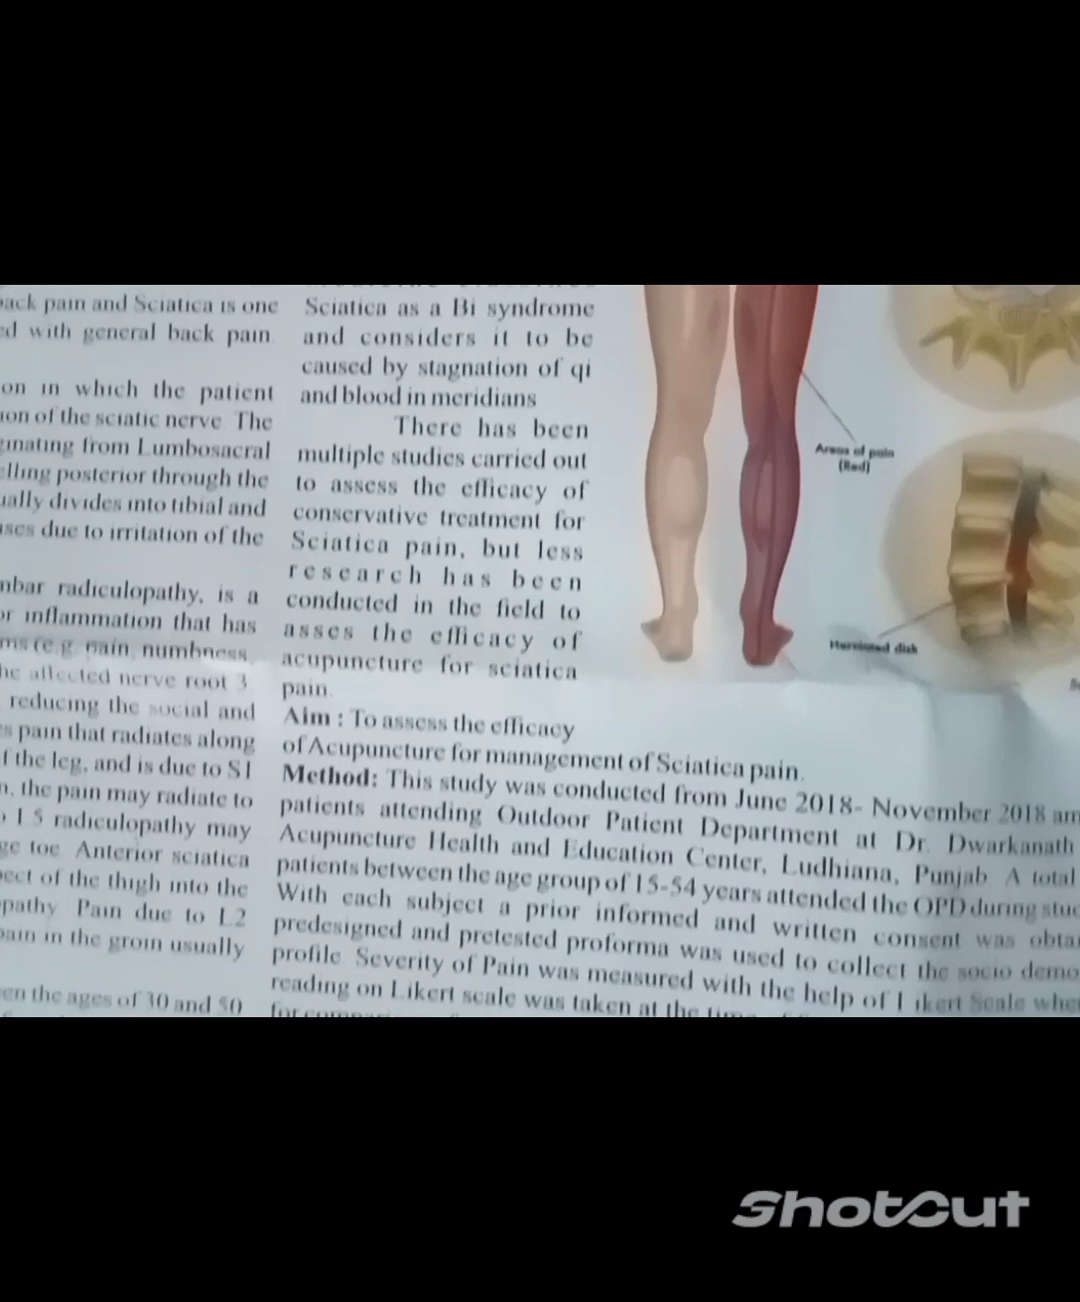 back pain and Sciatica is one
with general back pain
on in which the patient
of the sciatic nerve. The
from Lumbosacral
posterior through the
divides into tibial and
due to irritation of the
radiculopathy, is a
or inflammation that has
(e.g. pain, numbness,
affected nerve root 3.
reducing the social and
pain that radiates along
the leg, and is due to S1
the pain may radiate to
L5 radiculopathy may
toe. Anterior sciatica
of the thigh into the
Pain due to L2
in the groin usually
the ages of 30 and 50
Sciatica as a Bi syndrome
and considers it to be
caused by stagnation of qi
and blood in meridians
There has been
multiple studies carried out
to assess the efficacy of
conservative treatment for
Sciatica pain, but less
research has been
conducted in the field to
asses the efficacy of
acupuncture for sciatica
pain.
Aim : To assess the efficacy
of Acupuncture for management of Sciatica pain.
Method: This study was conducted from June 2018- November 2018
patients attending Outdoor Patient Department at Dr. Dwarkanath
Acupuncture Health and Education Center, Ludhiana, Punjab. A total
patients between the age group of 15-54 years attended the OPD during
With each subject a prior informed and written consent was
predesigned and pretested proforma was used to collect the socio
profile. Severity of Pain was measured with the help of Likert Scale
reading on Likert scale was taken at the
Areas of pain
(Red)
Herniated disk
Shotcut